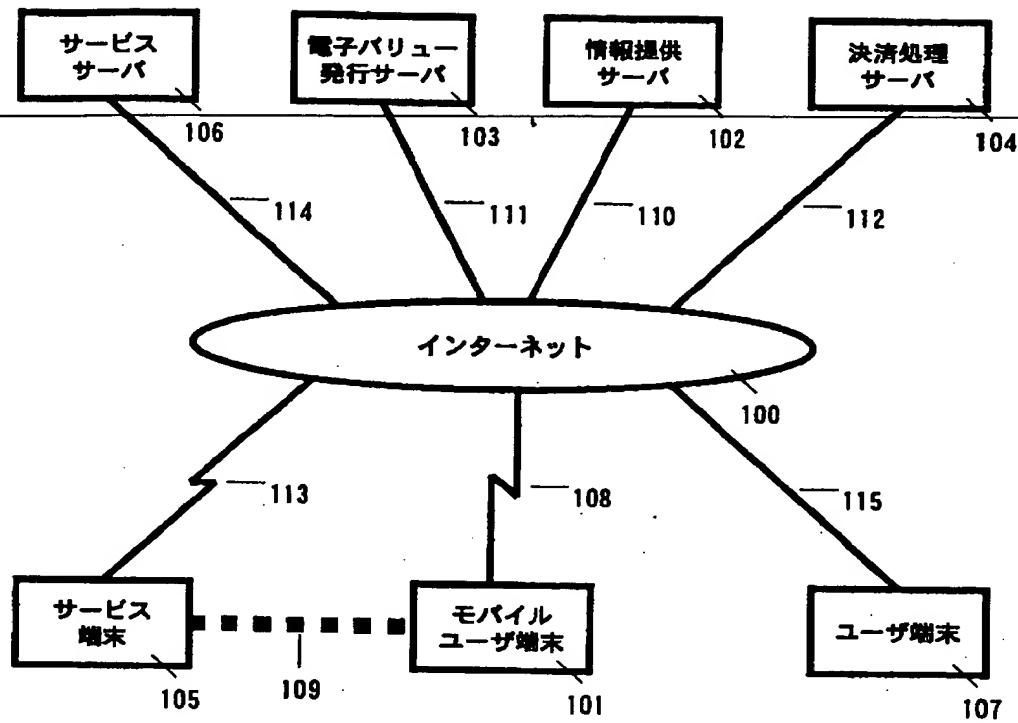 サービス
サーバ
電子バリュー
発行サーバ
情報提供
サーバ
決済処理
サーバ
106
103
102
104
114
111
110
112
インターネット
100
113
108
115
サービス
端末
モバイル
ユーザ端末
ユーザ端末
105
109
101
107